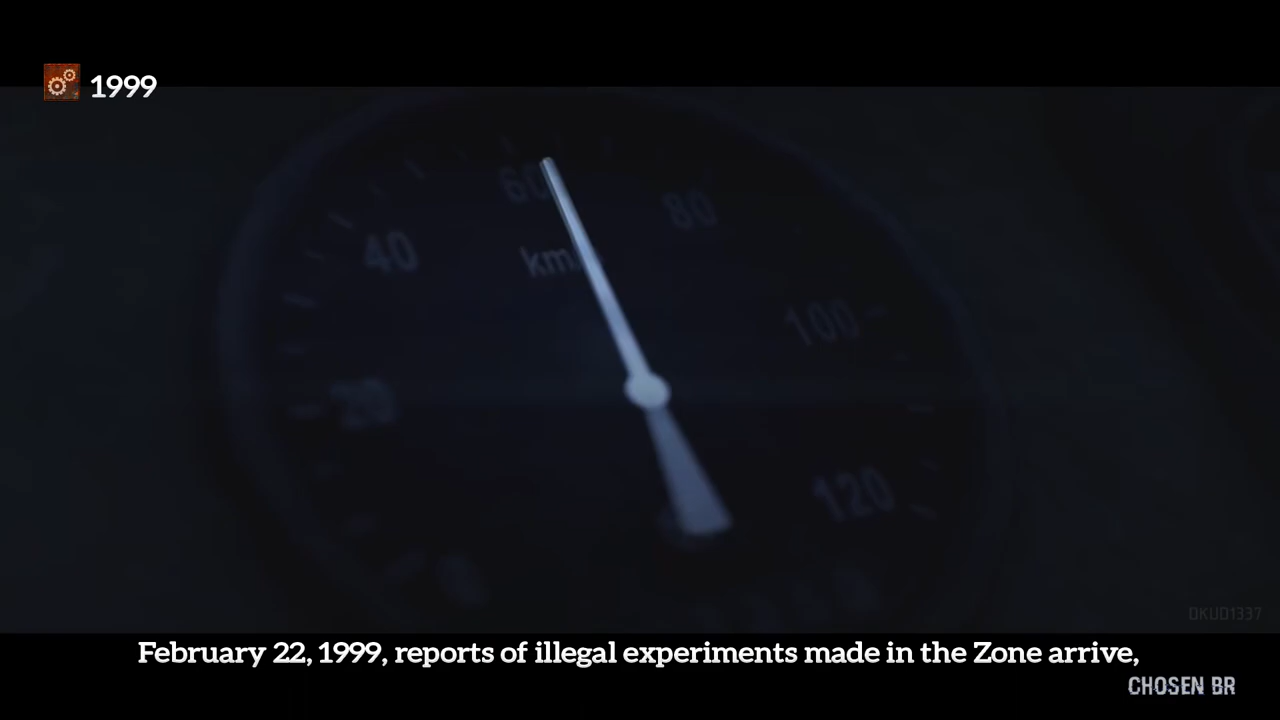 1999
60
80
40
km
100
20
120
DKUD1337
February 22, 1999, reports of illegal experiments made in the Zone arrive,
CHOSEN BR